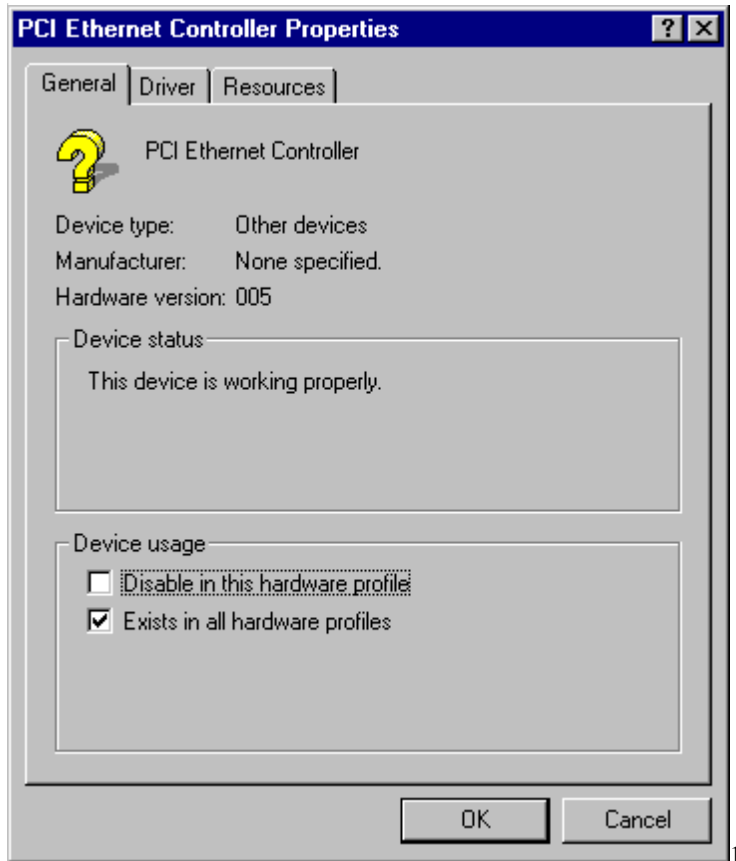 PCI Ethernet Controller Properties
General Driver Resources
PCI Ethernet Controller
Device type: Other devices
Manufacturer: None specified.
Hardware version: 005
Device status
This device is working properly.
Device usage
Disable in this hardware profile
Exists in all hardware profiles
OK Cancel
1